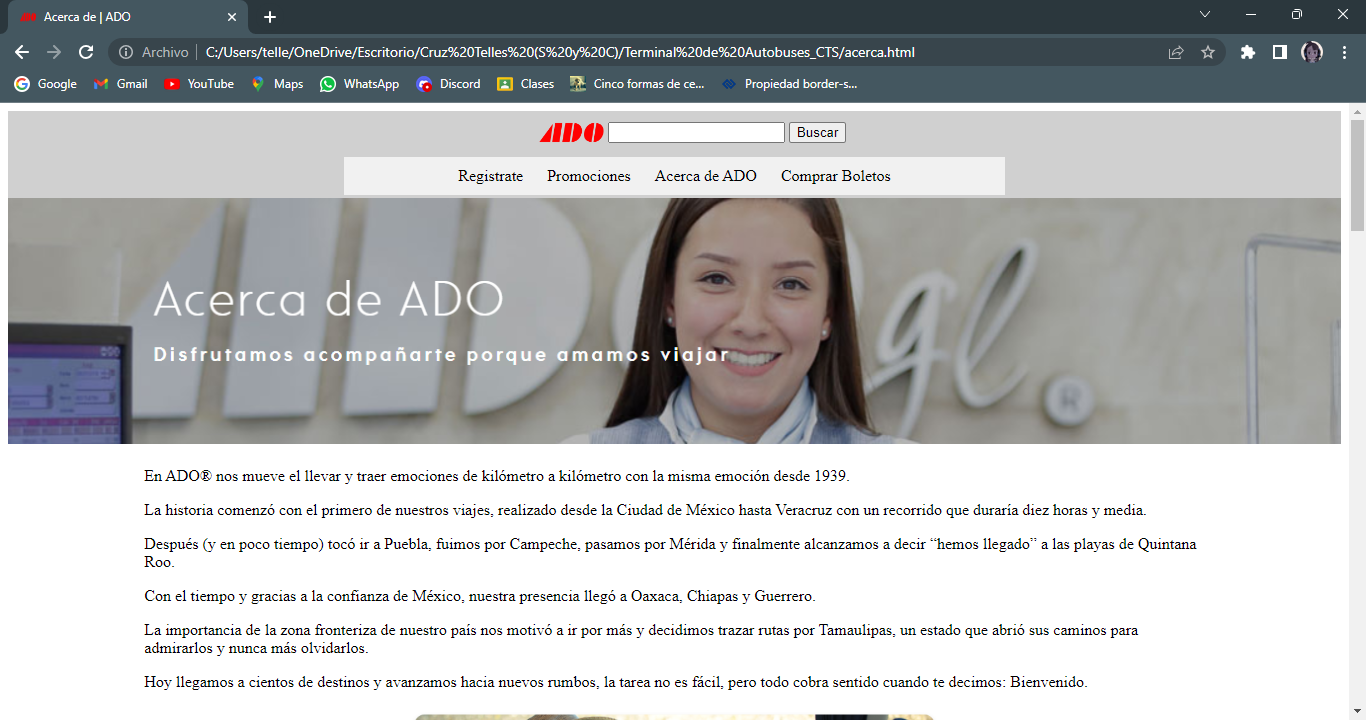 Acerca de | ADO
Archivo
C:/Users/telle/OneDrive/Escritorio/Cruz%20Telles%20(S%20y%20C)/Terminal%20de%20Autobuses_CTS/acerca.html
Google Gmail YouTube Maps WhatsApp Discord Clases Cinco formas de ce... Propiedad border-s...
ADO Buscar
Registrate Promociones Acerca de ADO Comprar Boletos
Acerca de ADO
Disfrutamos acompañarte porque amamos viajar
En ADO® nos mueve el llevar y traer emociones de kilómetro a kilómetro con la misma emoción desde 1939.
La historia comenzó con el primero de nuestros viajes, realizado desde la Ciudad de México hasta Veracruz con un recorrido que duraría diez horas y media.
Después (y en poco tiempo) tocó ir a Puebla, fuimos por Campeche, pasamos por Mérida y finalmente alcanzamos a decir “hemos llegado” a las playas de Quintana
Roo.
Con el tiempo y gracias a la confianza de México, nuestra presencia llegó a Oaxaca, Chiapas y Guerrero.
La importancia de la zona fronteriza de nuestro país nos motivó a ir por más y decidimos trazar rutas por Tamaulipas, un estado que abrió sus caminos para
admirarlos y nunca más olvidarlos.
Hoy llegamos a cientos de destinos y avanzamos hacia nuevos rumbos, la tarea no es fácil, pero todo cobra sentido cuando te decimos: Bienvenido.